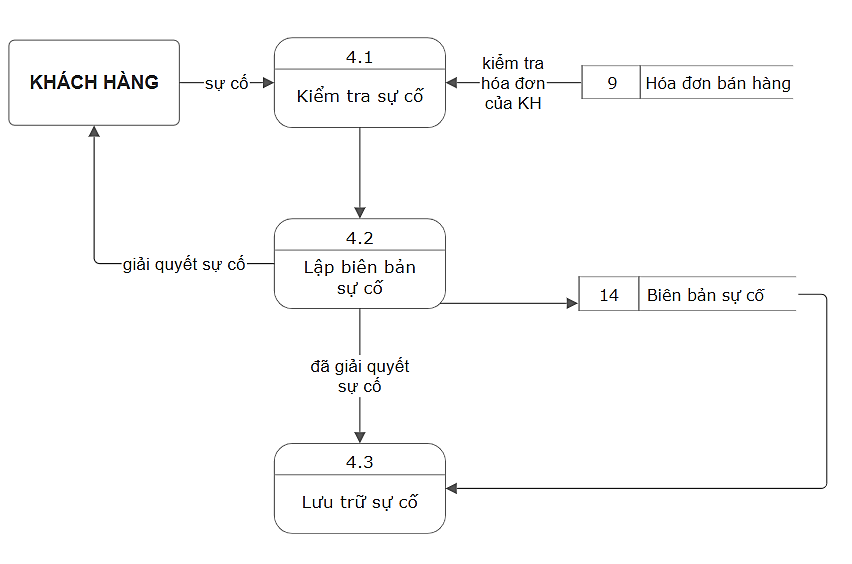 KHÁCH HÀNG
sự cố
4.1
Kiểm tra sự cố
kiểm tra
hóa đơn
của KH
9
Hóa đơn bán hàng
giải quyết sự cố
4.2
Lập biên bản
sự cố
14
Biên bản sự cố
đã giải quyết
sự cố
4.3
Lưu trữ sự cố